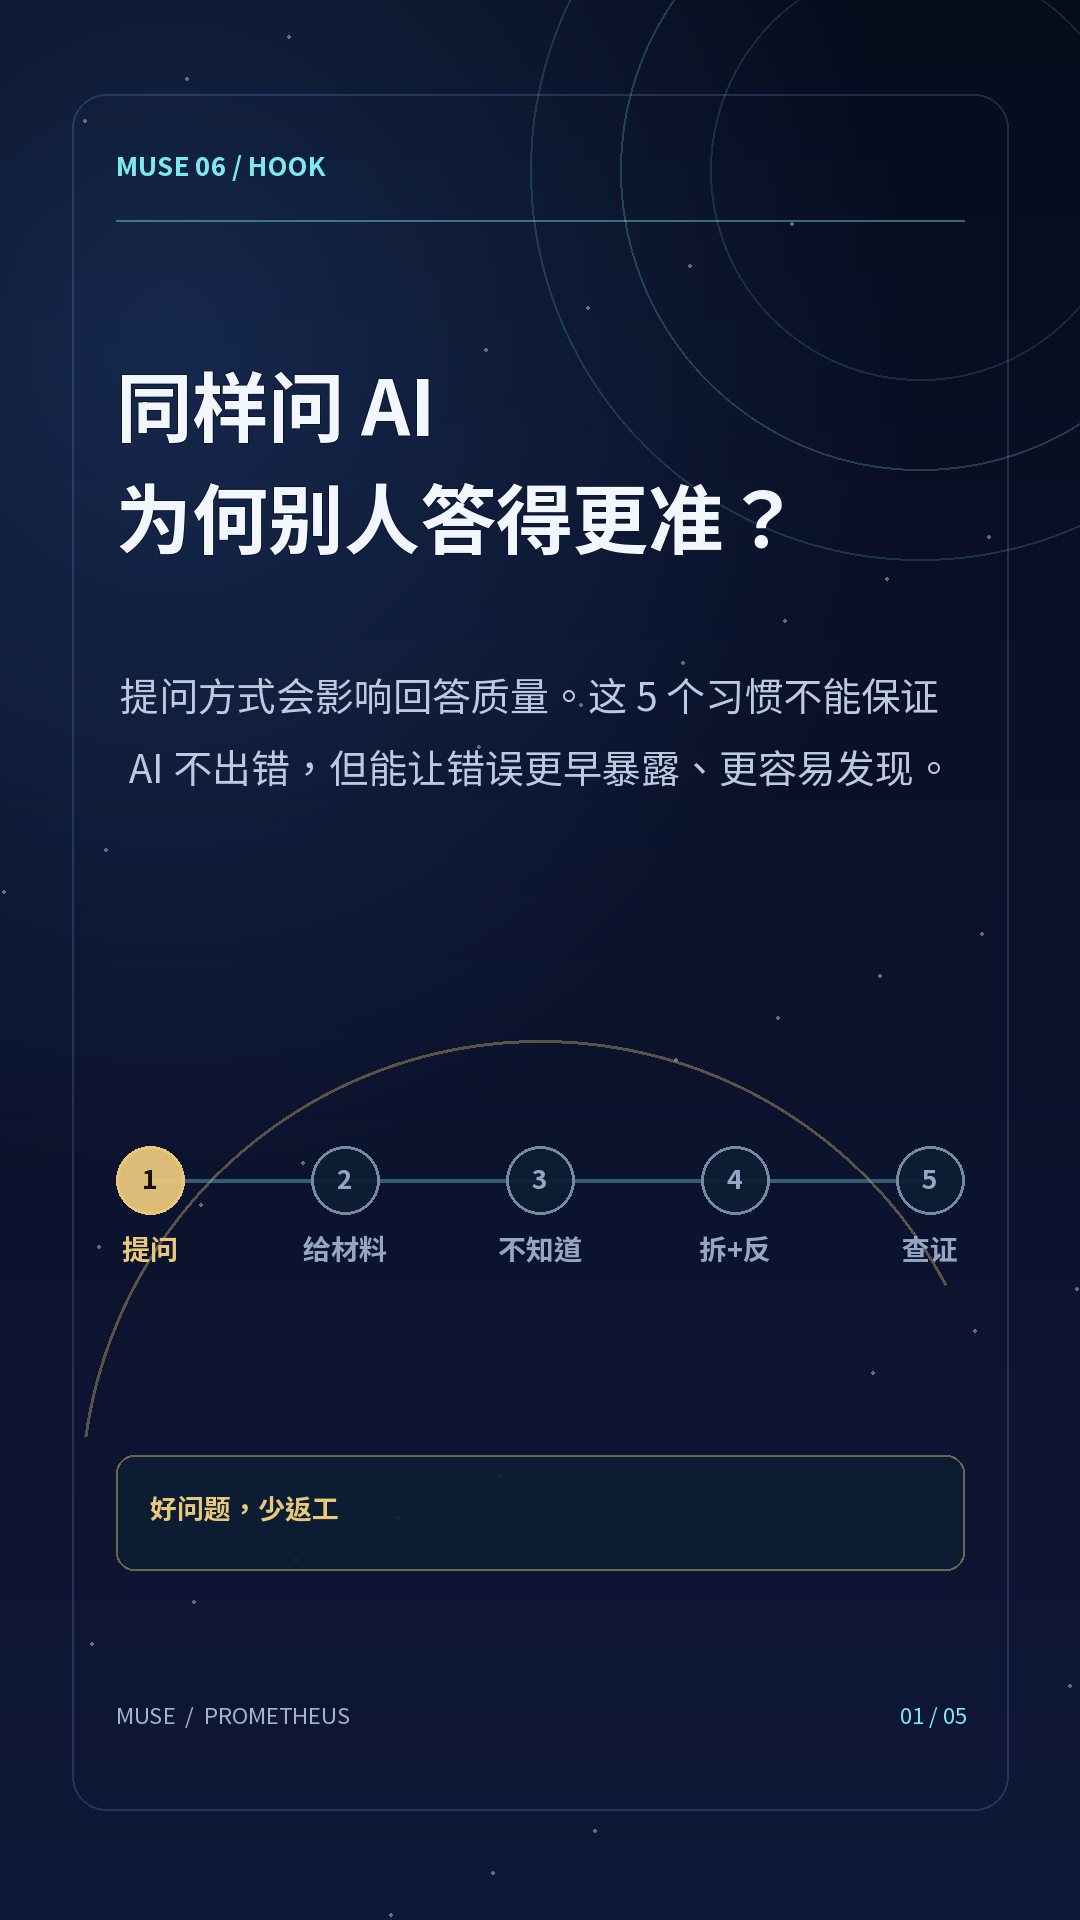 MUSE 06 / HOOK
同样问 AI
为何别人答得更准？
提问方式会影响回答质量。这 5 个习惯不能保证
AI 不出错，但能让错误更早暴露、更容易发现。
1 2 3 4 5
提问 给材料 不知道 拆+反 查证
好问题，少返工
MUSE / PROMETHEUS 01 / 05